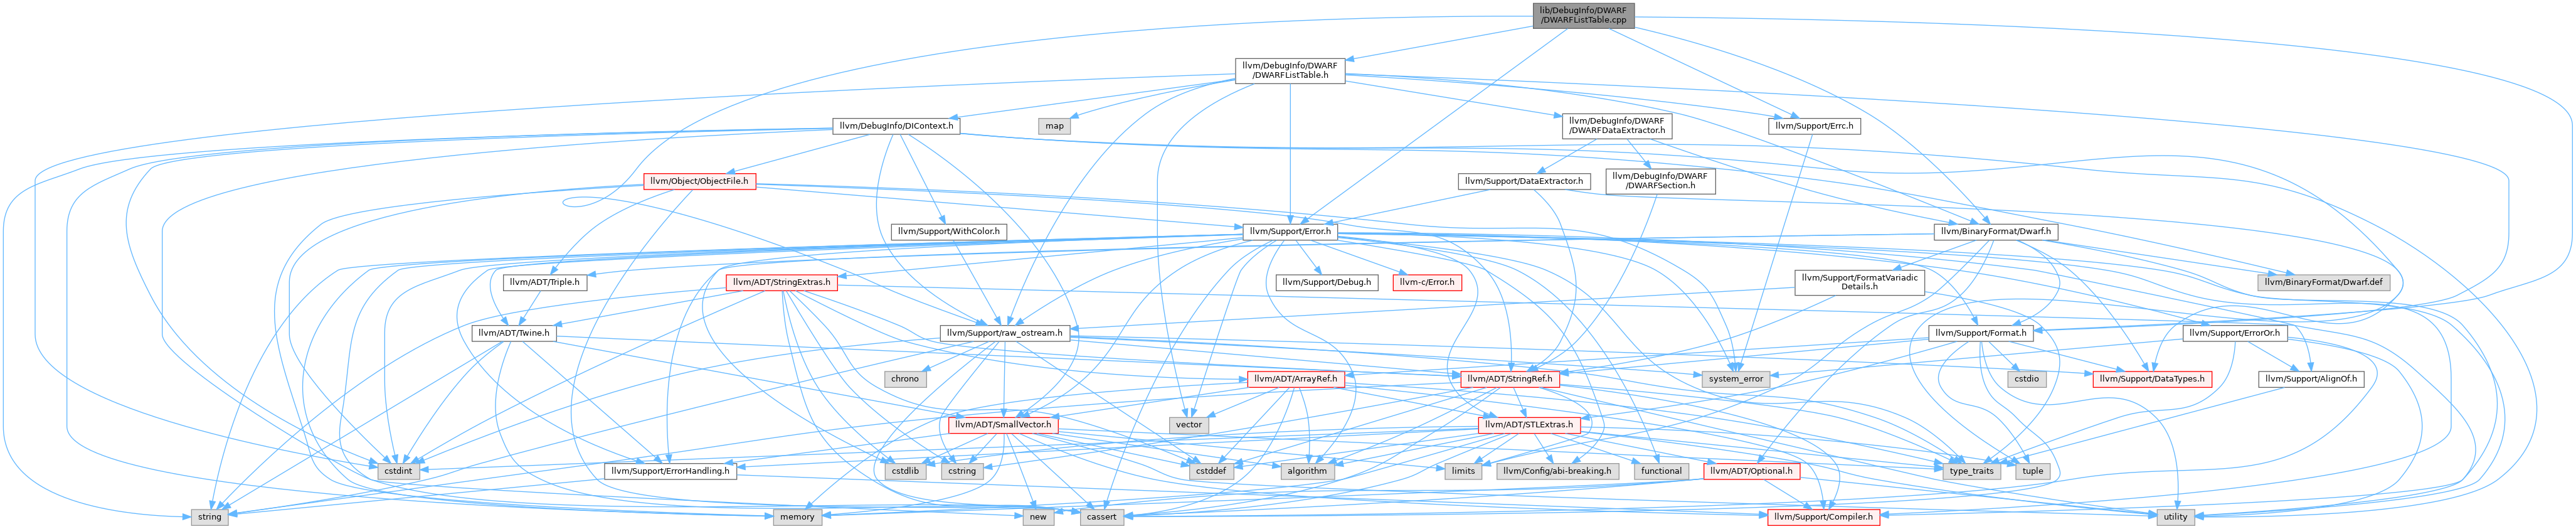 lib/DebugInfo/DWARF
/DWARFListTable.cpp
llvm/DebugInfo/DWARF
/DWARFListTable.h
llvm/DebugInfo/DIContext.h
map
llvm/DebugInfo/DWARF
/DWARFDataExtractor.h
llvm/Support/Errc.h
llvm/Object/ObjectFile.h
llvm/Support/DataExtractor.h
llvm/DebugInfo/DWARF
/DWARFSection.h
llvm/Support/WithColor.h
llvm/Support/Error.h
llvm/BinaryFormat/Dwarf.h
llvm/ADT/Triple.h
llvm/ADT/StringExtras.h
llvm/Support/Debug.h
llvm-c/Error.h
llvm/Support/FormatVariadic
Details.h
llvm/BinaryFormat/Dwarf.def
llvm/ADT/Twine.h
llvm/Support/raw_ostream.h
llvm/Support/Format.h
llvm/Support/ErrorOr.h
chrono
llvm/ADT/ArrayRef.h
llvm/ADT/StringRef.h
system_error
cstdio
llvm/Support/DataTypes.h
llvm/Support/AlignOf.h
llvm/ADT/SmallVector.h
vector
llvm/ADT/STLExtras.h
cstdint
llvm/Support/ErrorHandling.h
cstdlib
cstring
cstddef
algorithm
limits
llvm/Config/abi-breaking.h
functional
llvm/ADT/Optional.h
type_traits
tuple
string
memory
new
cassert
llvm/Support/Compiler.h
utility